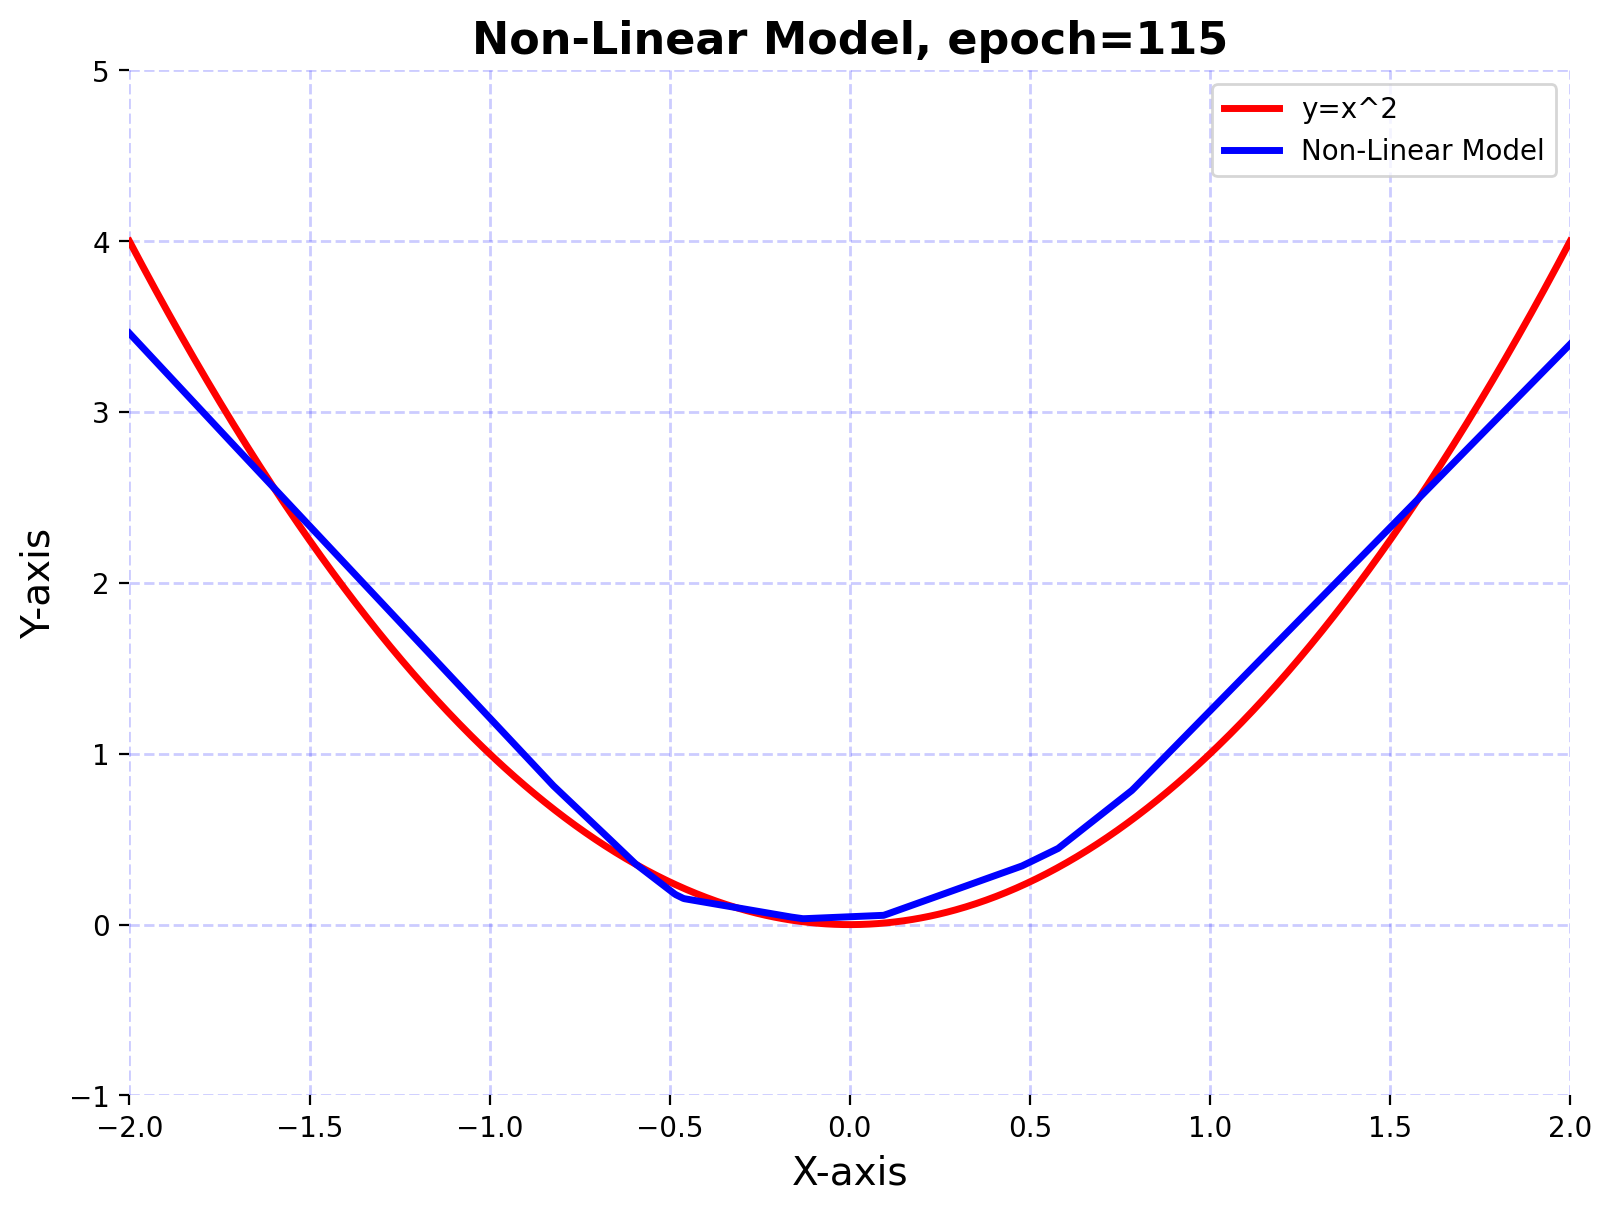 Non-Linear Model, epoch=115
y=x^2
Non-Linear Model
Y-axis
5
4
3
2
1
0
−1
−2.0 −1.5 −1.0 −0.5 0.0 0.5 1.0 1.5 2.0
X-axis